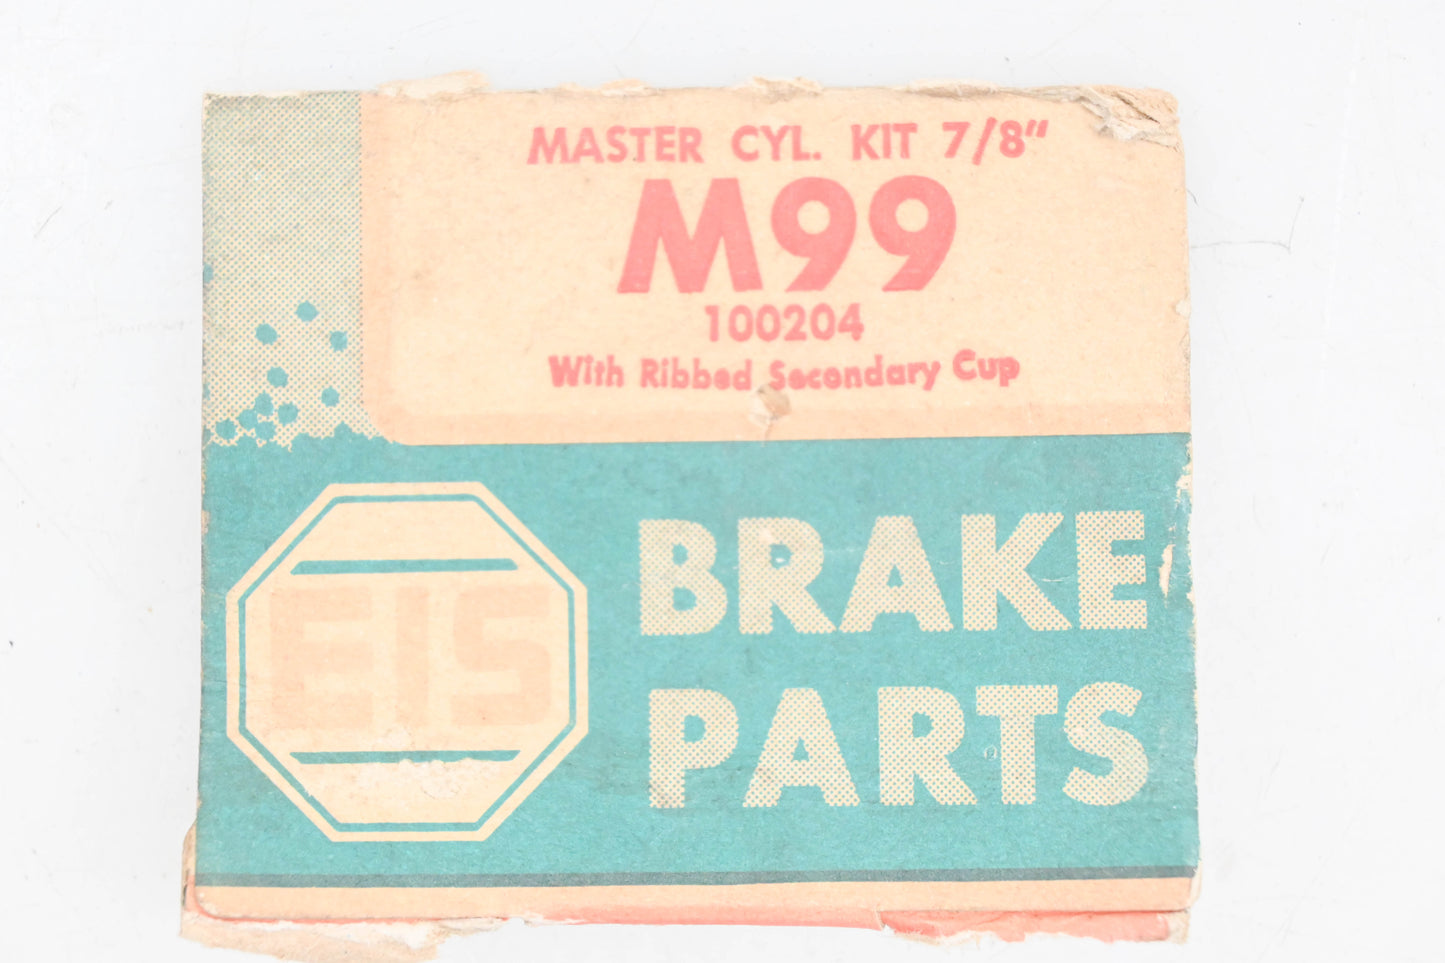 MASTER CYL. KIT 7/8"
M99
100204
With Ribbed Secondary Cup
EIS
BRAKE
PARTS